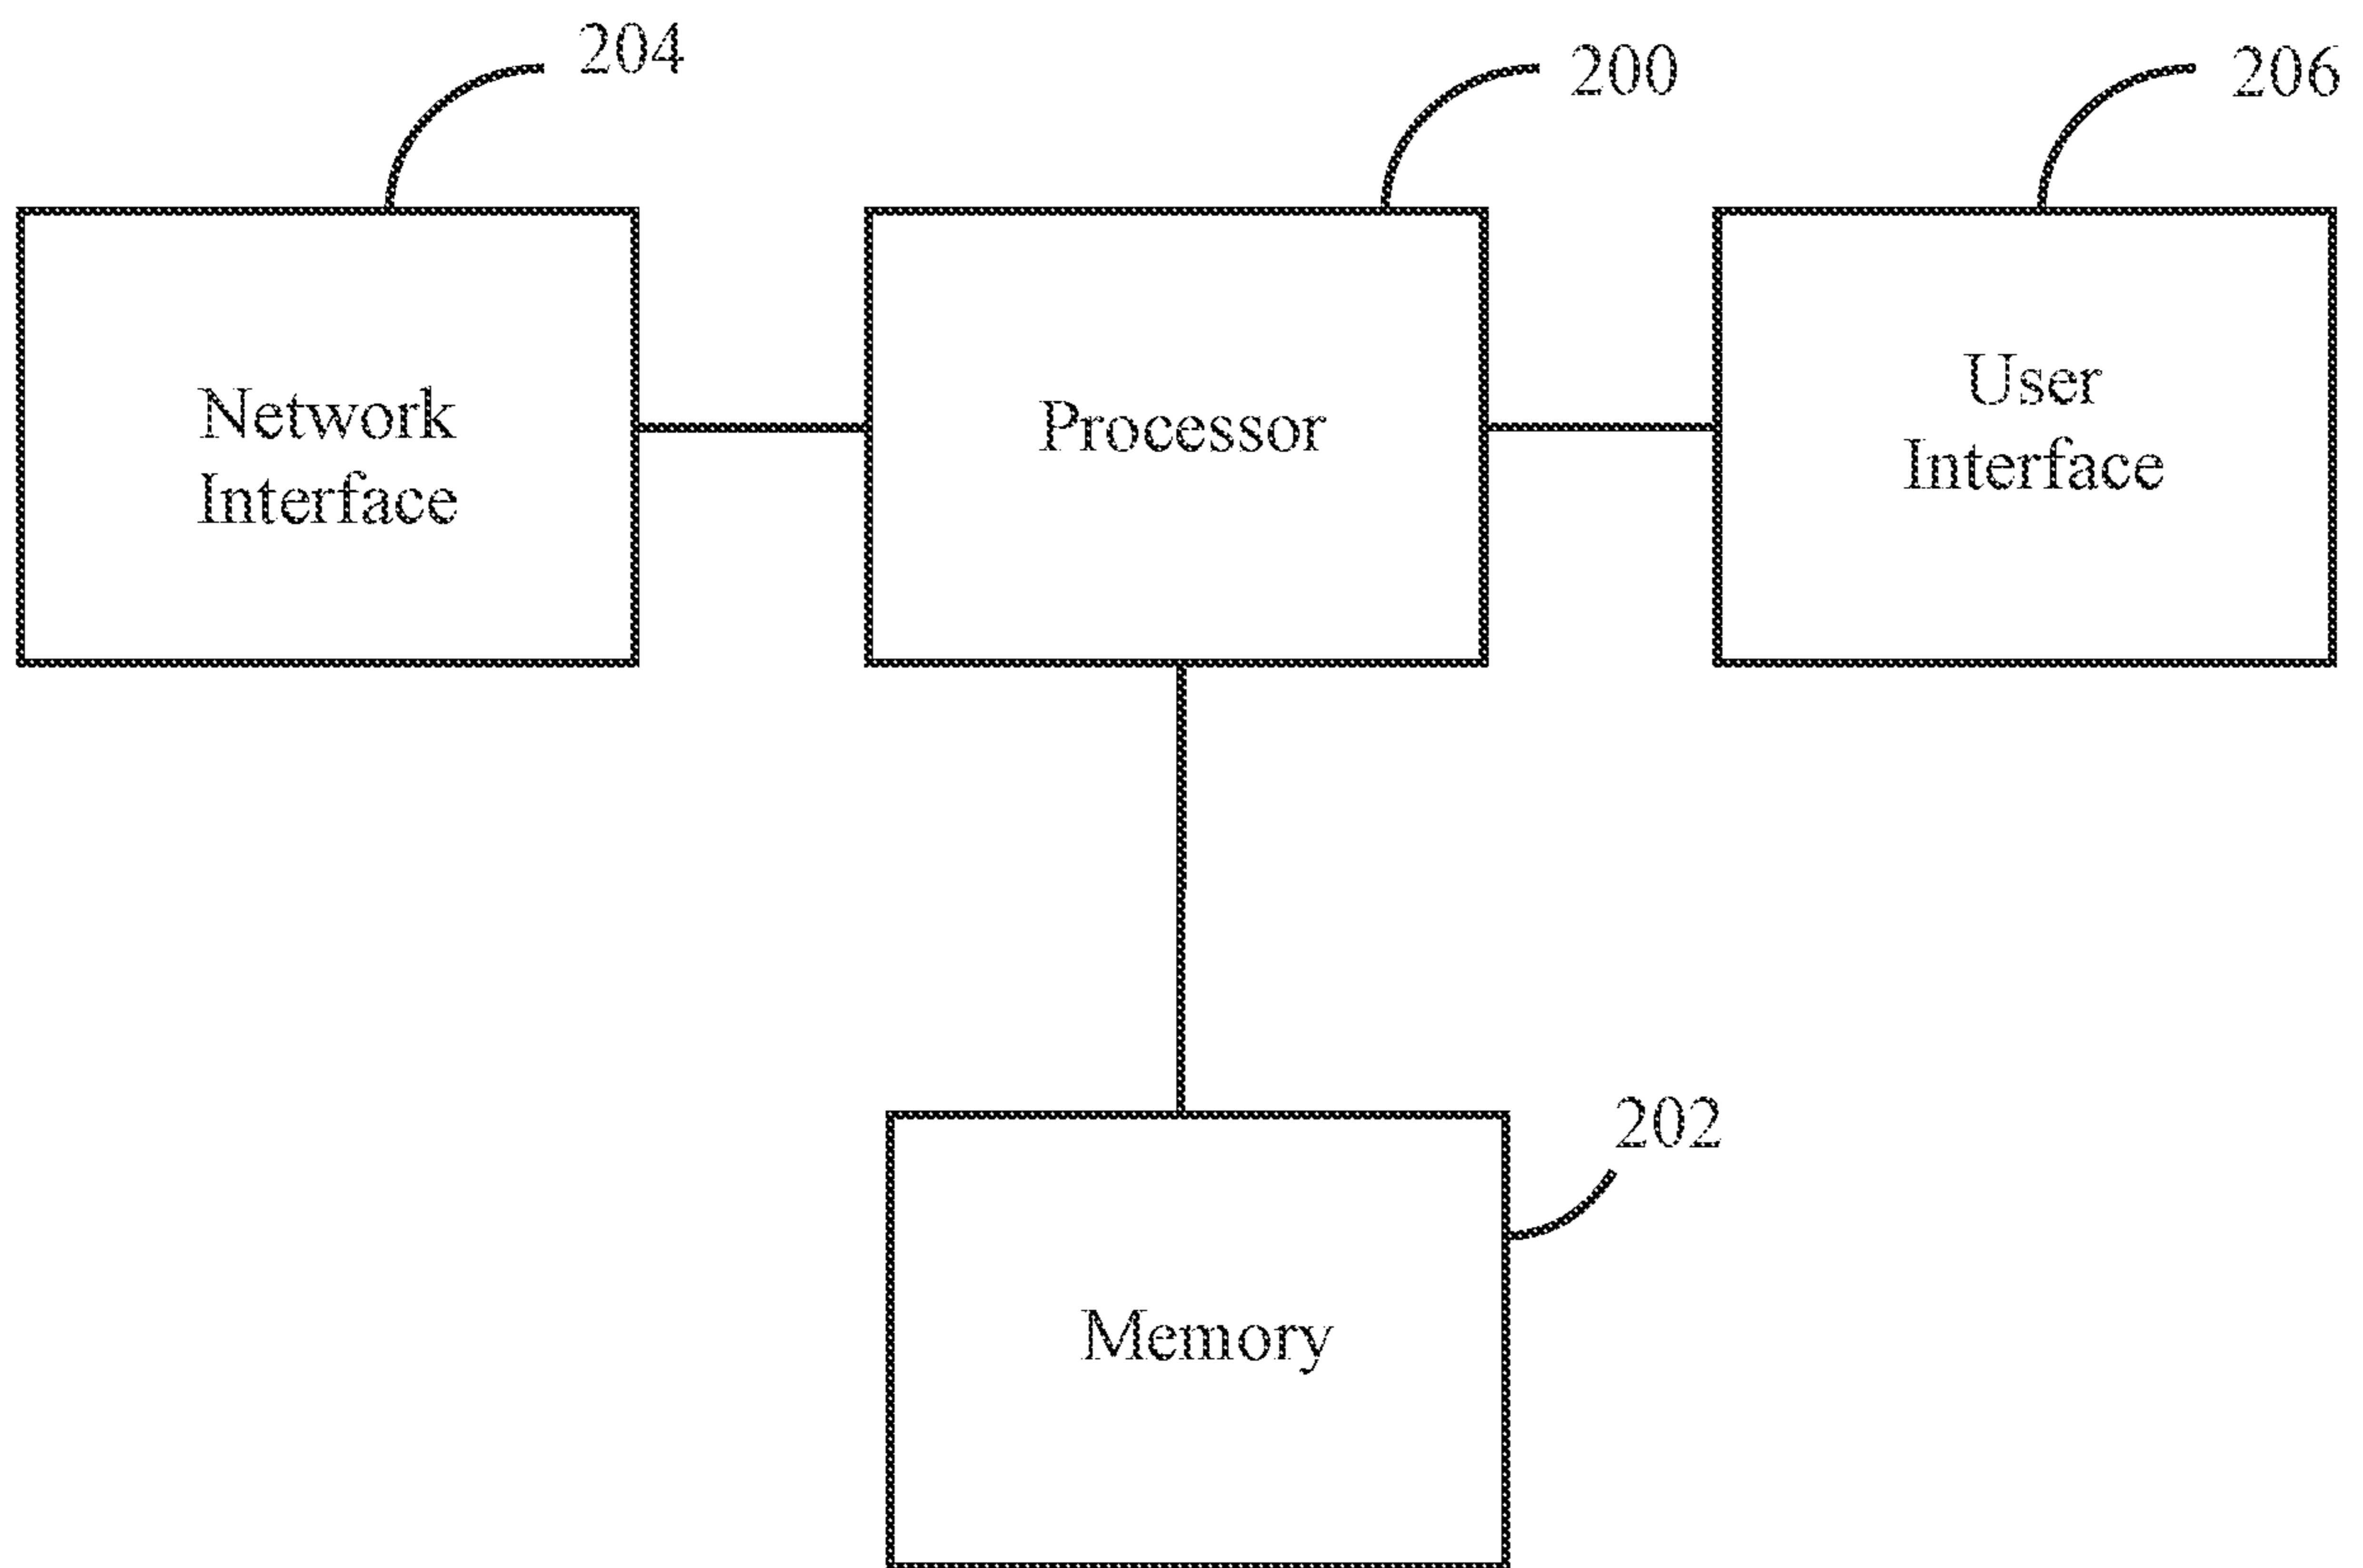 204
200
206
Network
Interface
Processor
User
Interface
202
Memory